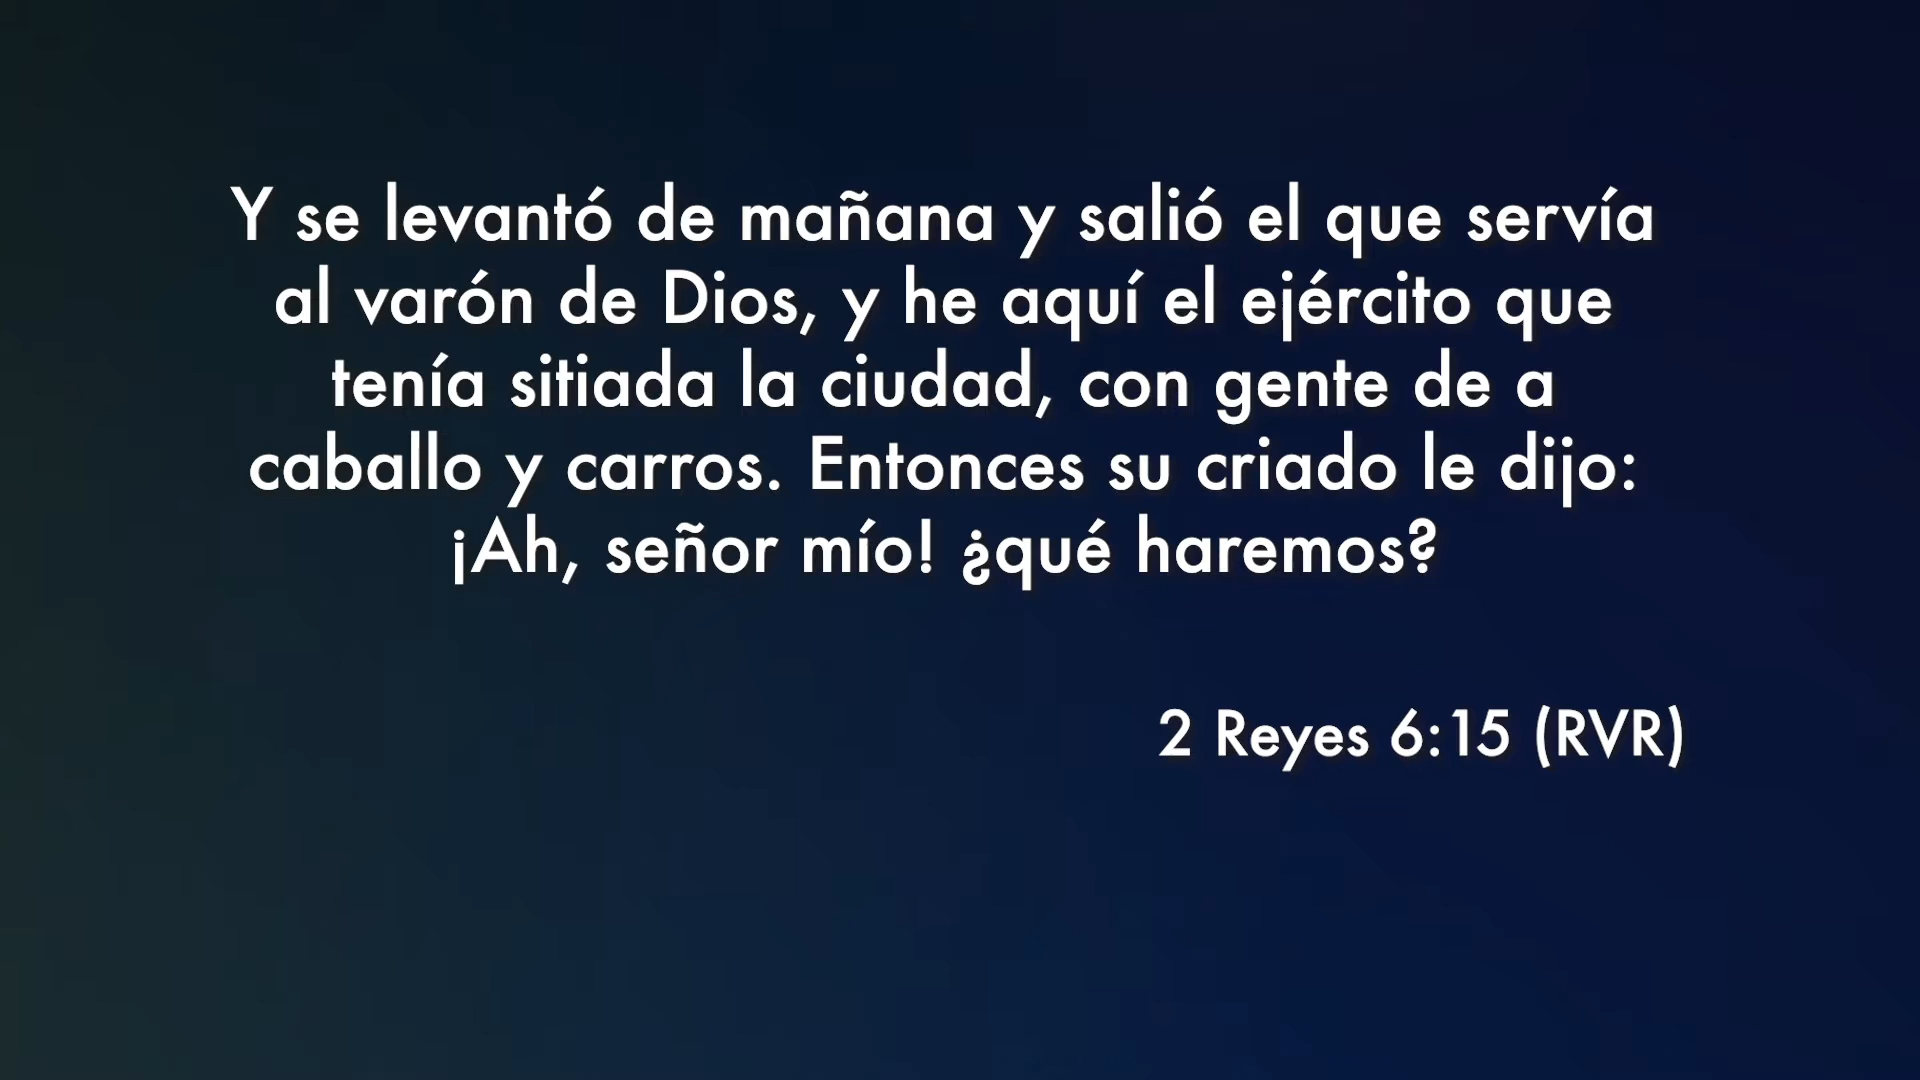 Y se levantó de mañana y salió el que servía
al varón de Dios, y he aquí el ejército que
tenía sitiada la ciudad, con gente de a
caballo y carros. Entonces su criado le dijo:
¡Ah, señor mío! ¿qué haremos?
2 Reyes 6:15 (RVR)